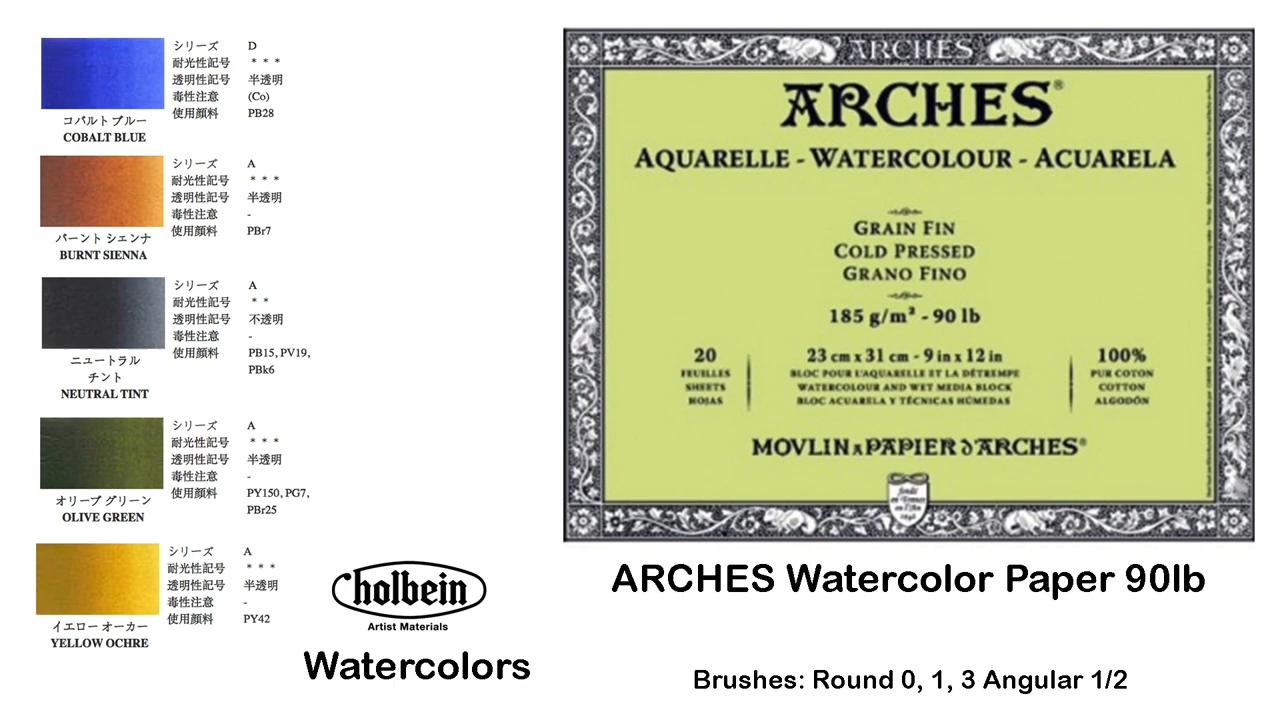 シリーズ D
耐光性記号 * * *
透明性記号 半透明
毒性注意 (Co)
使用顔料 PB28
コバルト ブルー
COBALT BLUE
シリーズ A
耐光性記号 * * *
透明性記号 半透明
毒性注意 -
使用顔料 PBr7
バーント シェンナ
BURNT SIENNA
シリーズ A
耐光性記号 * *
透明性記号 不透明
毒性注意 -
使用顔料 PB15, PV19,
PBk6
ニュートラル
チント
NEUTRAL TINT
シリーズ A
耐光性記号 * * *
透明性記号 半透明
毒性注意 -
使用顔料 PY150, PG7,
PBr25
オリーブ グリーン
OLIVE GREEN
シリーズ A
耐光性記号 * * *
透明性記号 半透明
毒性注意 -
使用顔料 PY42
イエロー オーカー
YELLOW OCHRE
holbein
Artist Materials
Watercolors
ARCHES
ARCHES®
AQUARELLE - WATERCOLOUR - ACUARELA
GRAIN FIN
COLD PRESSED
GRANO FINO
185 g/m² - 90 lb
20
FEUILLES
SHEETS
HOJAS
23 cm x 31 cm - 9 in x 12 in
BLOC POUR L'AQUARELLE ET LA DÉTREMPE
WATERCOLOUR AND WET MEDIA BLOCK
BLOC ACUARELA Y TÉCNICAS HÚMEDAS
100%
PUR COTON
COTTON
ALGODÓN
MOVLIN A PAPIER D'ARCHES®
ARCHES Watercolor Paper 90lb
Brushes: Round 0, 1, 3 Angular 1/2